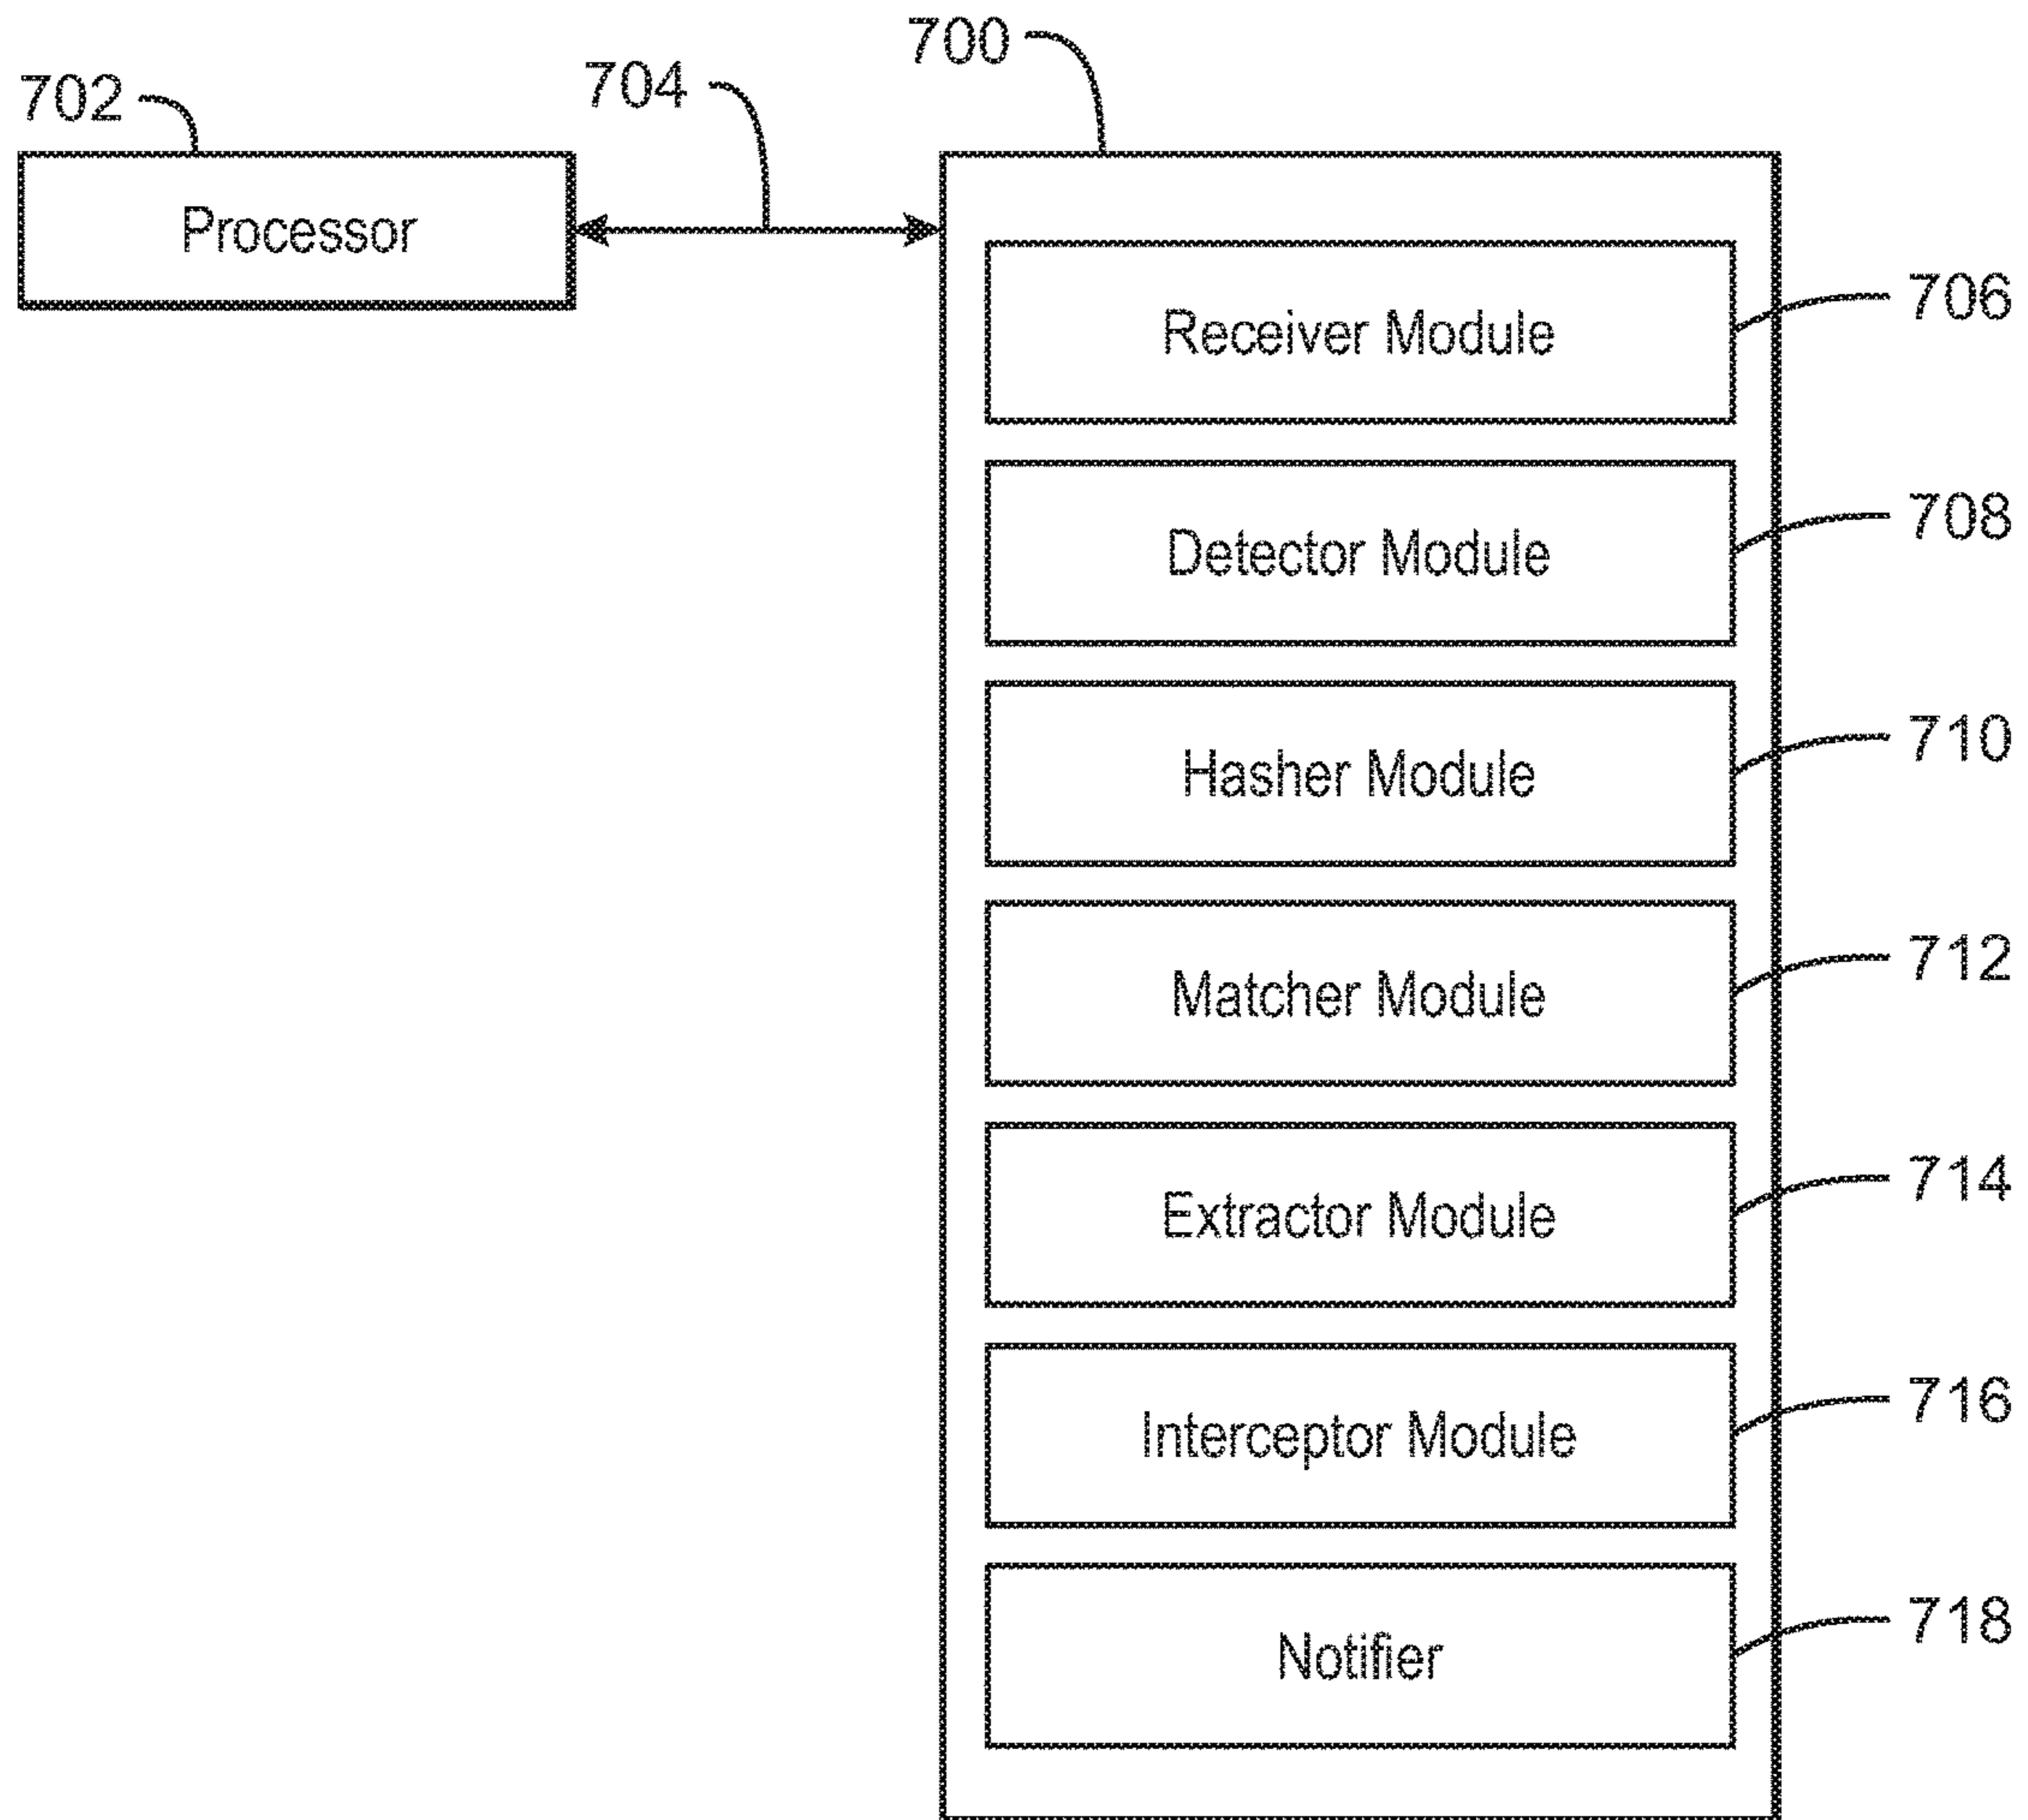 700
702
704
Processor
Receiver Module
706
Detector Module
708
Hasher Module
710
Matcher Module
712
Extractor Module
714
Interceptor Module
716
Notifier
718